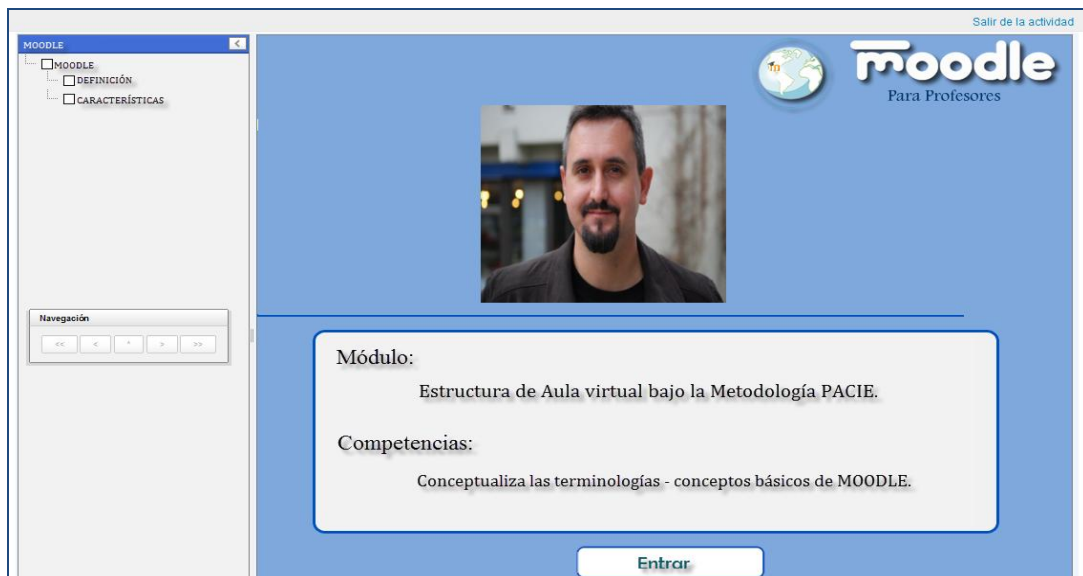 Salir de la actividad
MOODLE
MOODLE
DEFINICIÓN
CARACTERÍSTICAS
Navegación
<< < * > >>
m
moodle
Para Profesores
Módulo:
Estructura de Aula virtual bajo la Metodología PACIE.
Competencias:
Conceptualiza las terminologías - conceptos básicos de MOODLE.
Entrar